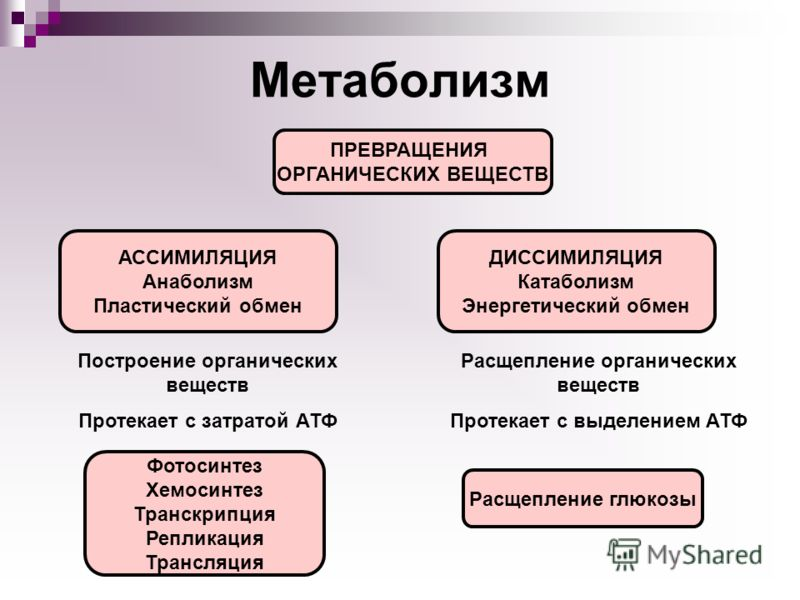 Метаболизм
ПРЕВРАЩЕНИЯ
ОРГАНИЧЕСКИХ ВЕЩЕСТВ
АССИМИЛЯЦИЯ
Анаболизм
Пластический обмен
ДИССИМИЛЯЦИЯ
Катаболизм
Энергетический обмен
Построение органических
веществ
Протекает с затратой АТФ
Расщепление органических
веществ
Протекает с выделением АТФ
Фотосинтез
Хемосинтез
Транскрипция
Репликация
Трансляция
Расщепление глюкозы
MyShared